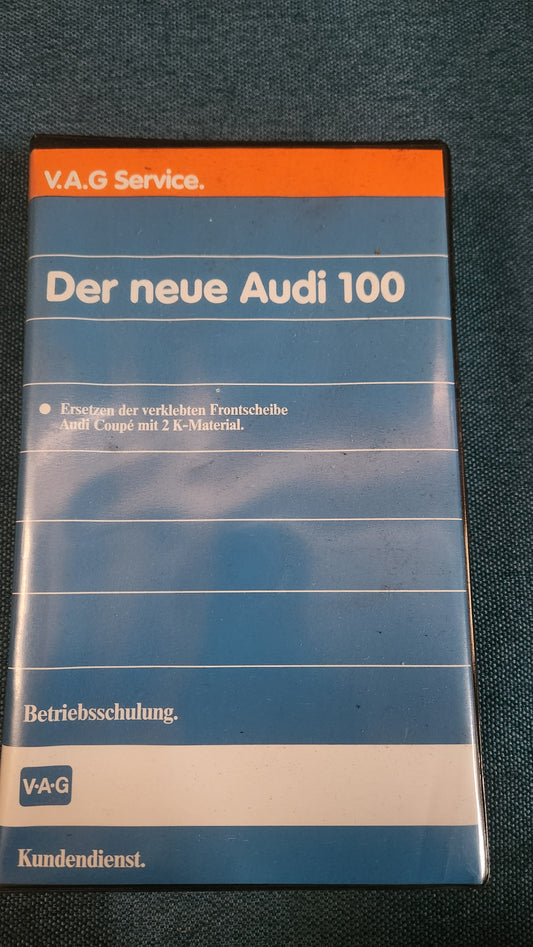 V.A.G Service.
Der neue Audi 100
● Ersetzen der verklebten Frontscheibe
Audi Coupé mit 2 K-Material.
Betriebsschulung.
V·A·G
Kundendienst.